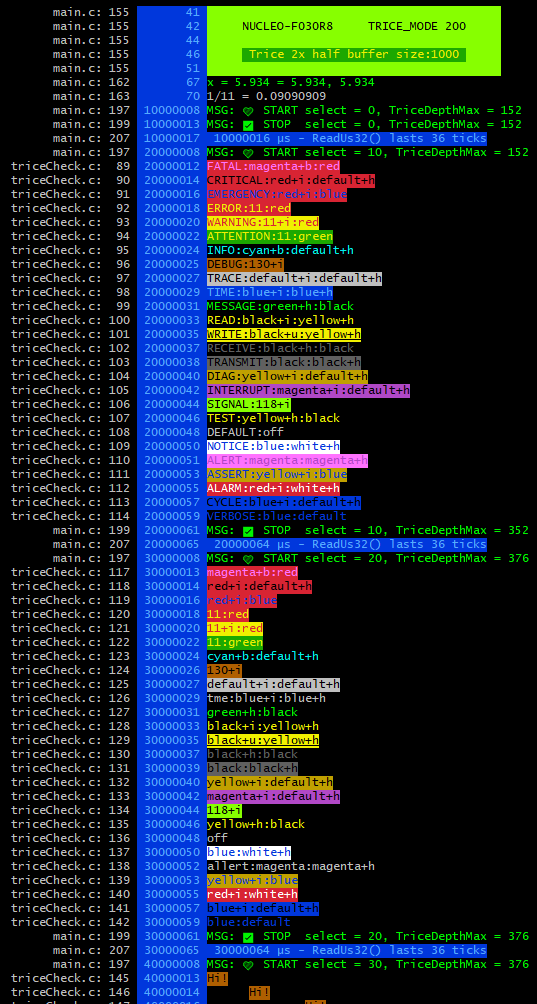 main.c: 155 41
main.c: 155 42 NUCLEO-F030R8 TRICE_MODE 200
main.c: 155 44
main.c: 155 46 Trice 2x half buffer size:1000
main.c: 155 51
main.c: 162 67 x = 5.934 = 5.934, 5.934
main.c: 163 70 1/11 = 0.09090909
main.c: 197 10000008 MSG: 💚 START select = 0, TriceDepthMax = 152
main.c: 199 10000013 MSG: ✅ STOP select = 0, TriceDepthMax = 152
main.c: 207 10000017 10000016 µs - ReadUs32() lasts 36 ticks
main.c: 197 20000008 MSG: 💚 START select = 10, TriceDepthMax = 152
triceCheck.c: 89 20000012 FATAL:magenta+b:red
triceCheck.c: 90 20000014 CRITICAL:red+i:default+h
triceCheck.c: 91 20000016 EMERGENCY:red+i:blue
triceCheck.c: 92 20000018 ERROR:11:red
triceCheck.c: 93 20000020 WARNING:11+i:red
triceCheck.c: 94 20000022 ATTENTION:11:green
triceCheck.c: 95 20000024 INFO:cyan+b:default+h
triceCheck.c: 96 20000025 DEBUG:130+i
triceCheck.c: 97 20000027 TRACE:default+i:default+h
triceCheck.c: 98 20000029 TIME:blue+i:blue+h
triceCheck.c: 99 20000031 MESSAGE:green+h:black
triceCheck.c: 100 20000033 READ:black+i:yellow+h
triceCheck.c: 101 20000035 WRITE:black+u:yellow+h
triceCheck.c: 102 20000037 RECEIVE:black+h:black
triceCheck.c: 103 20000038 TRANSMIT:black:black+h
triceCheck.c: 104 20000040 DIAG:yellow+i:default+h
triceCheck.c: 105 20000042 INTERRUPT:magenta+i:default+h
triceCheck.c: 106 20000044 SIGNAL:118+i
triceCheck.c: 107 20000046 TEST:yellow+h:black
triceCheck.c: 108 20000048 DEFAULT:off
triceCheck.c: 109 20000050 NOTICE:blue:white+h
triceCheck.c: 110 20000051 ALERT:magenta:magenta+h
triceCheck.c: 111 20000053 ASSERT:yellow+i:blue
triceCheck.c: 112 20000055 ALARM:red+i:white+h
triceCheck.c: 113 20000057 CYCLE:blue+i:default+h
triceCheck.c: 114 20000059 VERBOSE:blue:default
main.c: 199 20000061 MSG: ✅ STOP select = 10, TriceDepthMax = 352
main.c: 207 20000065 20000064 µs - ReadUs32() lasts 36 ticks
main.c: 197 30000008 MSG: 💚 START select = 20, TriceDepthMax = 376
triceCheck.c: 117 30000013 magenta+b:red
triceCheck.c: 118 30000014 red+i:default+h
triceCheck.c: 119 30000016 red+i:blue
triceCheck.c: 120 30000018 11:red
triceCheck.c: 121 30000020 11+i:red
triceCheck.c: 122 30000022 11:green
triceCheck.c: 123 30000024 cyan+b:default+h
triceCheck.c: 124 30000026 130+i
triceCheck.c: 125 30000027 default+i:default+h
triceCheck.c: 126 30000029 tme:blue+i:blue+h
triceCheck.c: 127 30000031 green+h:black
triceCheck.c: 128 30000033 black+i:yellow+h
triceCheck.c: 129 30000035 black+u:yellow+h
triceCheck.c: 130 30000037 black+h:black
triceCheck.c: 131 30000039 black:black+h
triceCheck.c: 132 30000040 yellow+i:default+h
triceCheck.c: 133 30000042 magenta+i:default+h
triceCheck.c: 134 30000044 118+i
triceCheck.c: 135 30000046 yellow+h:black
triceCheck.c: 136 30000048 off
triceCheck.c: 137 30000050 blue:white+h
triceCheck.c: 138 30000052 allert:magenta:magenta+h
triceCheck.c: 139 30000053 yellow+i:blue
triceCheck.c: 140 30000055 red+i:white+h
triceCheck.c: 141 30000057 blue+i:default+h
triceCheck.c: 142 30000059 blue:default
main.c: 199 30000061 MSG: ✅ STOP select = 20, TriceDepthMax = 376
main.c: 207 30000065 30000064 µs - ReadUs32() lasts 36 ticks
main.c: 197 40000008 MSG: 💚 START select = 30, TriceDepthMax = 376
triceCheck.c: 145 40000013 Hi!
triceCheck.c: 146 40000014 Hi!